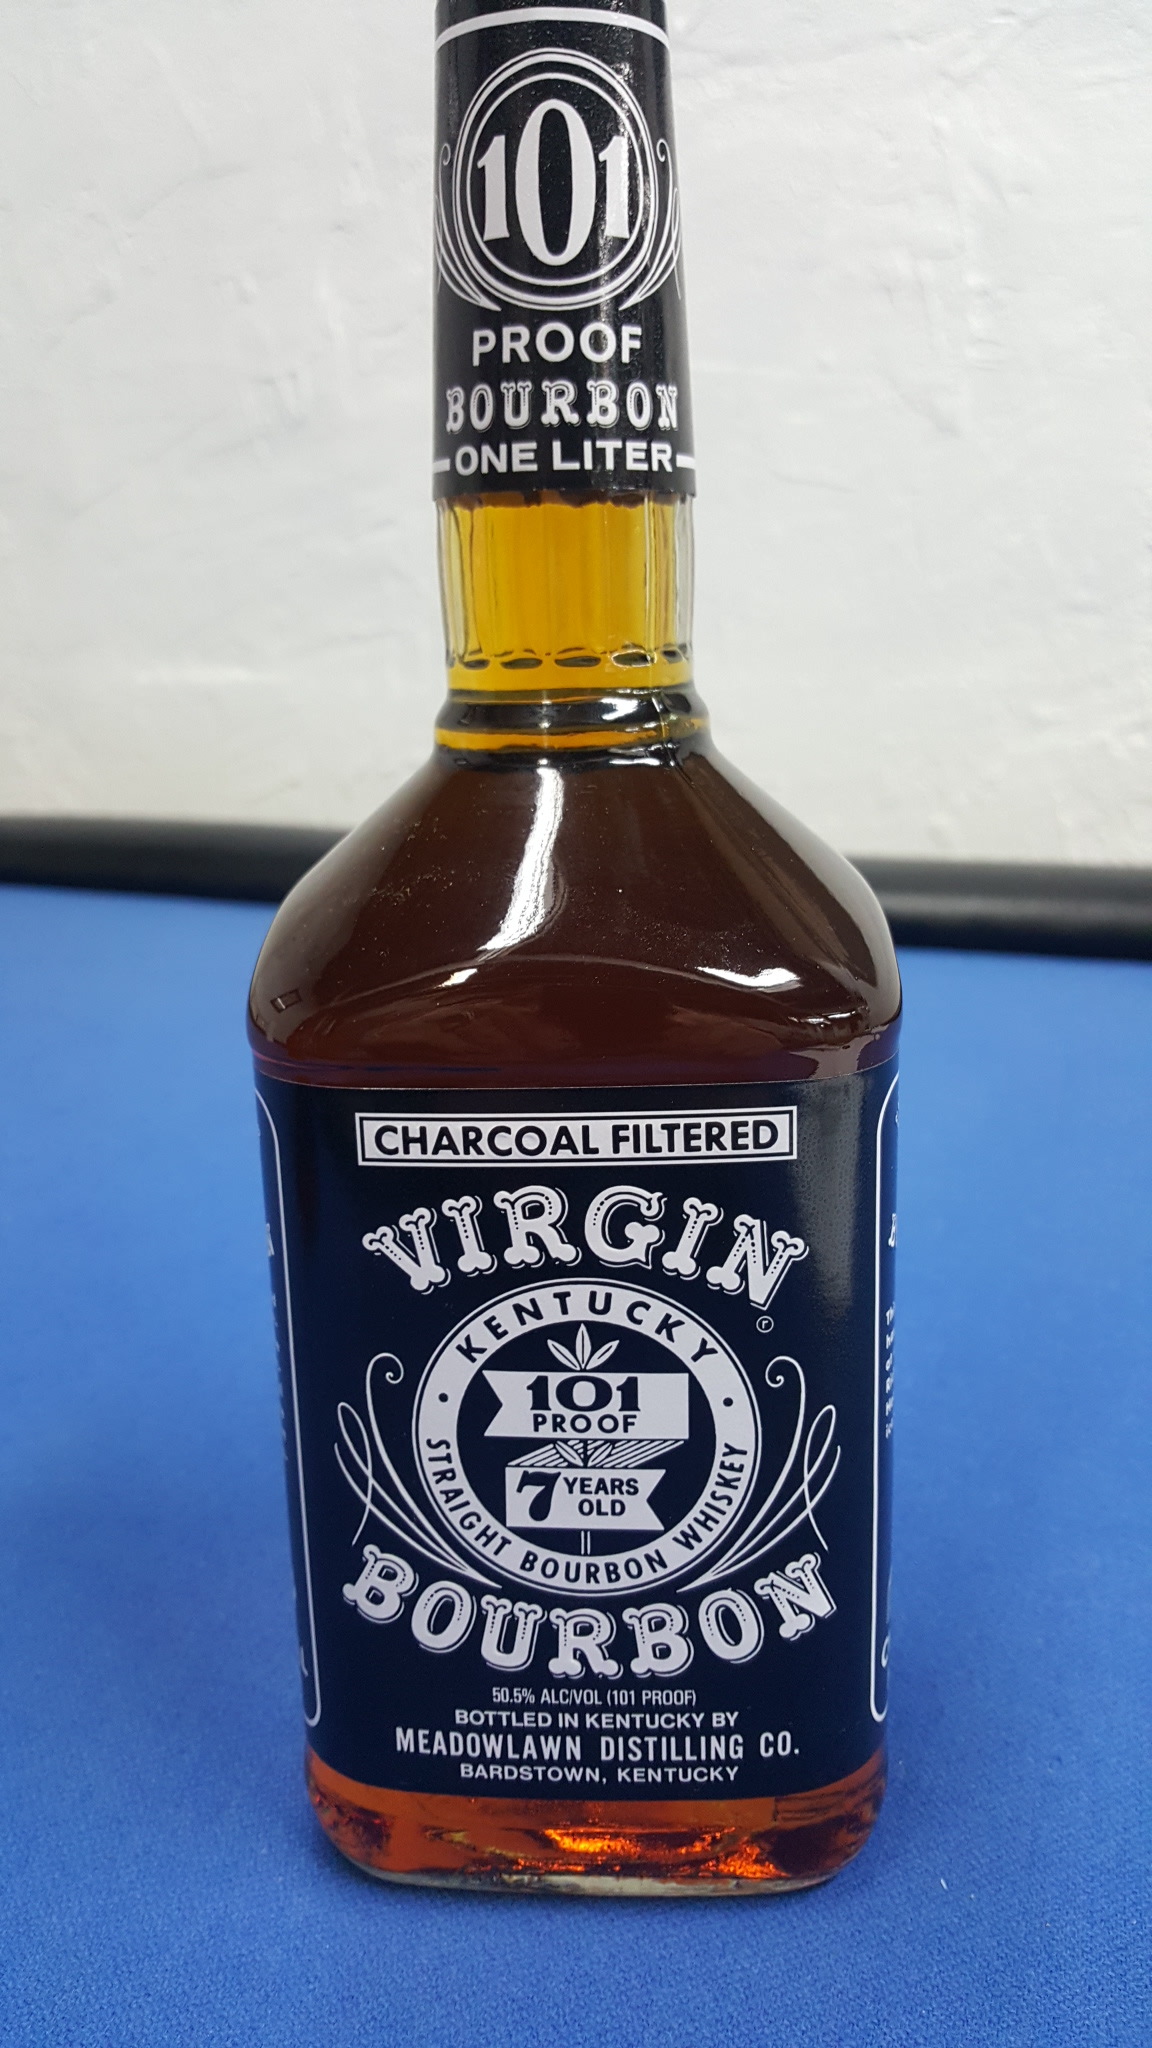 101
PROOF
BOURBON
ONE LITER
CHARCOAL FILTERED
VIRGIN
®
KENTUCKY
101
PROOF
7 YEARS
OLD
STRAIGHT BOURBON WHISKEY
BOURBON
50.5% ALC/VOL (101 PROOF)
BOTTLED IN KENTUCKY BY
MEADOWLAWN DISTILLING CO.
BARDSTOWN, KENTUCKY